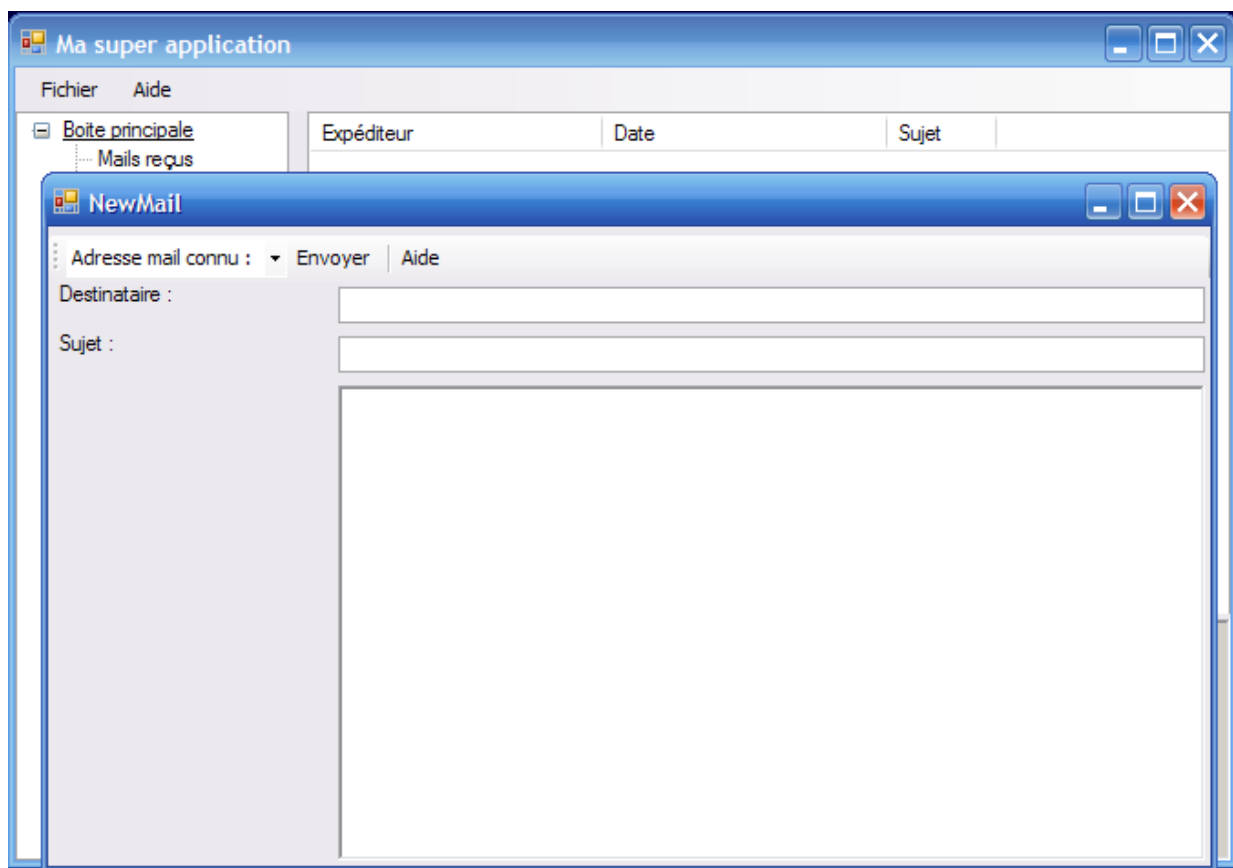 Ma super application
Fichier Aide
Boite principale Expéditeur Date Sujet
Mails reçus
NewMail
Adresse mail connu : Envoyer Aide
Destinataire :
Sujet :